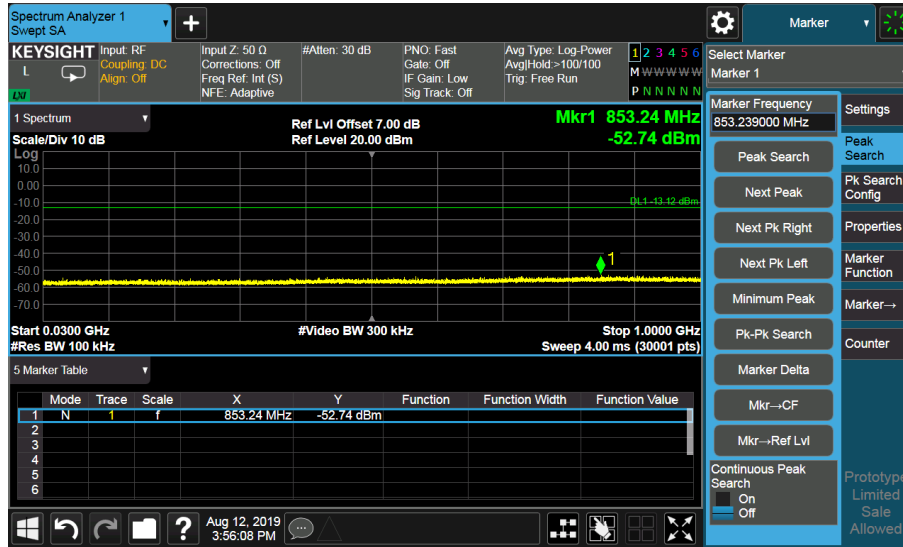 Spectrum Analyzer 1
Swept SA
Marker
KEYSIGHT
L
LXI
Input: RF
Coupling: DC
Align: Off
Input Z: 50 Ω
Corrections: Off
Freq Ref: Int (S)
NFE: Adaptive
#Atten: 30 dB
PNO: Fast
Gate: Off
IF Gain: Low
Sig Track: Off
Avg Type: Log-Power
Avg|Hold:>100/100
Trig: Free Run
1 2 3 4 5 6
M W W W W W
P N N N N N
Select Marker
Marker 1
1 Spectrum
Ref Lvl Offset 7.00 dB
Mkr1 853.24 MHz
Scale/Div 10 dB
Ref Level 20.00 dBm
-52.74 dBm
Log
10.0
0.00
-10.0
-20.0
-30.0
-40.0
-50.0
-60.0
-70.0
DL1 -13.12 dBm
1
Start 0.0300 GHz
#Video BW 300 kHz
Stop 1.0000 GHz
#Res BW 100 kHz
Sweep 4.00 ms (30001 pts)
5 Marker Table
Mode Trace Scale X Y Function Function Width Function Value
1 N 1 f 853.24 MHz -52.74 dBm
2
3
4
5
6
Marker Frequency
853.239000 MHz
Peak Search
Next Peak
Next Pk Right
Next Pk Left
Minimum Peak
Pk-Pk Search
Marker Delta
Mkr→CF
Mkr→Ref Lvl
Continuous Peak
Search
On
Off
Settings
Peak
Search
Pk Search
Config
Properties
Marker
Function
Marker→
Counter
Prototype
Limited
Sale
Allowed
?
Aug 12, 2019
3:56:08 PM